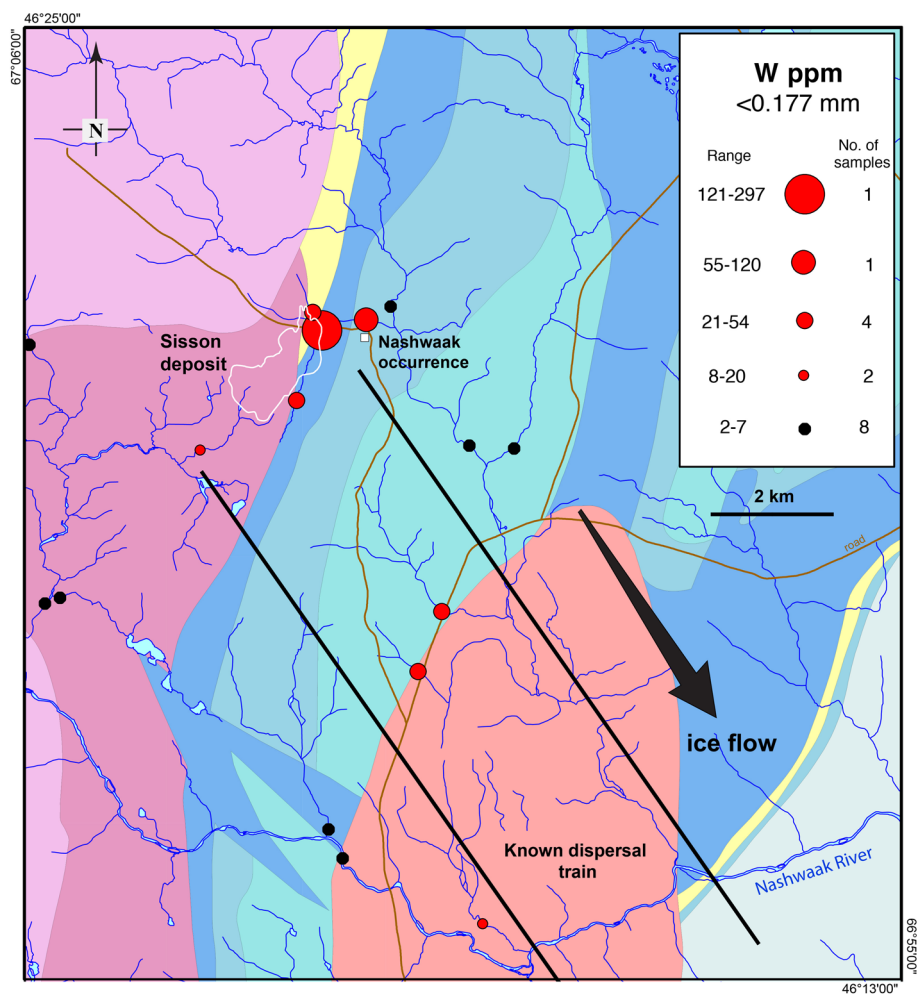 46°25'00"
67°06'00"
N
W ppm
<0.177 mm
Range
No. of
samples
121-297
1
55-120
1
21-54
4
8-20
2
2-7
8
2 km
road
Sisson
deposit
Nashwaak
occurrence
ice flow
Known dispersal
train
Nashwaak River
66°55'00"
46°13'00"